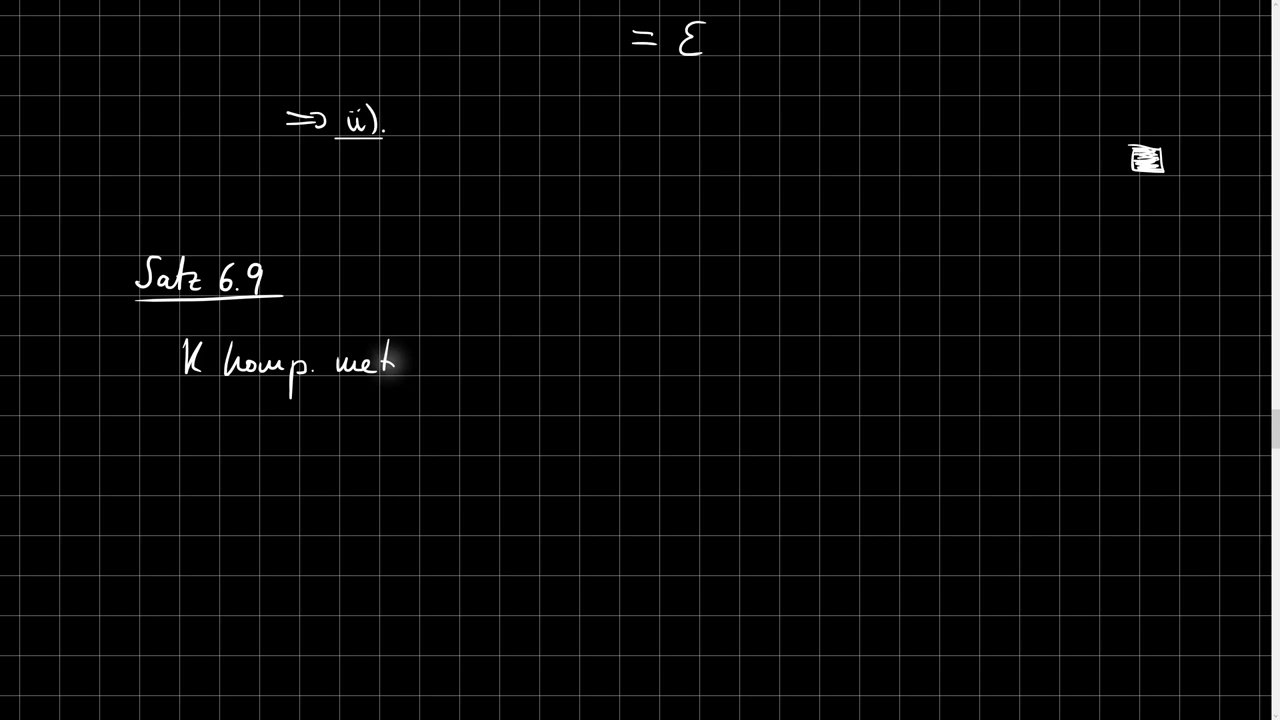 = ε
⇒ ii).
Satz 6.9
K komp. met